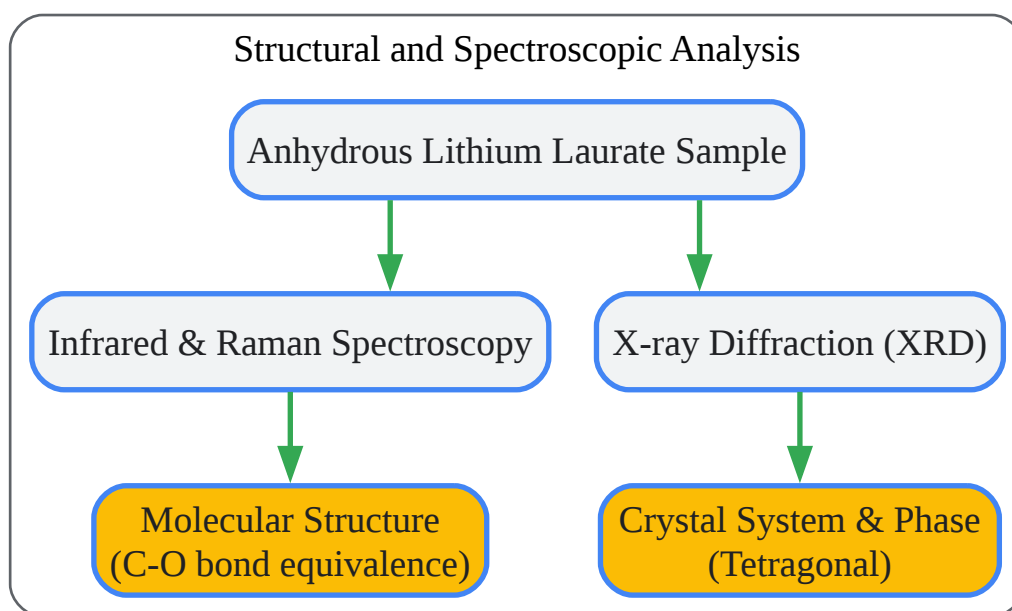 Structural and Spectroscopic Analysis
Anhydrous Lithium Laurate Sample
Infrared & Raman Spectroscopy
X-ray Diffraction (XRD)
Molecular Structure
(C-O bond equivalence)
Crystal System & Phase
(Tetragonal)